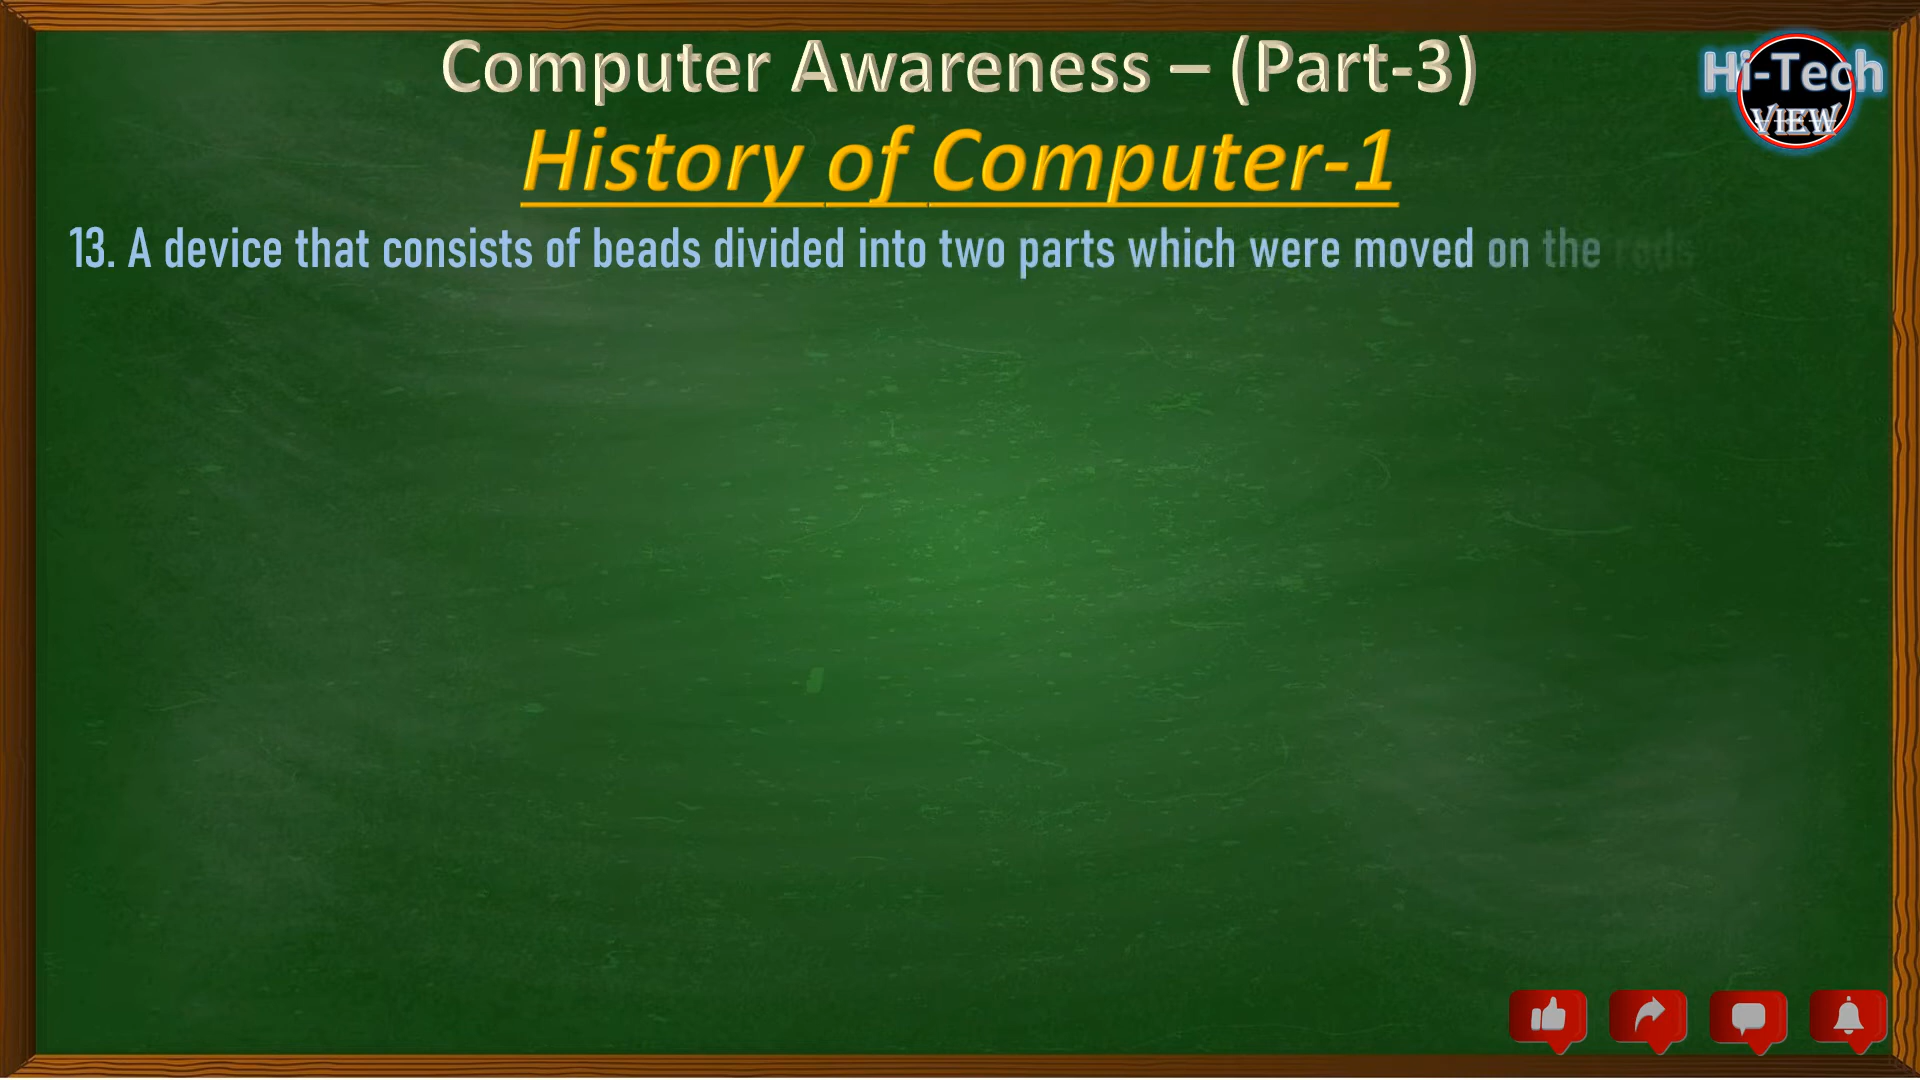 Computer Awareness – (Part-3)
Hi-Tech
VIEW
History of Computer-1
13. A device that consists of beads divided into two parts which were moved on the rods